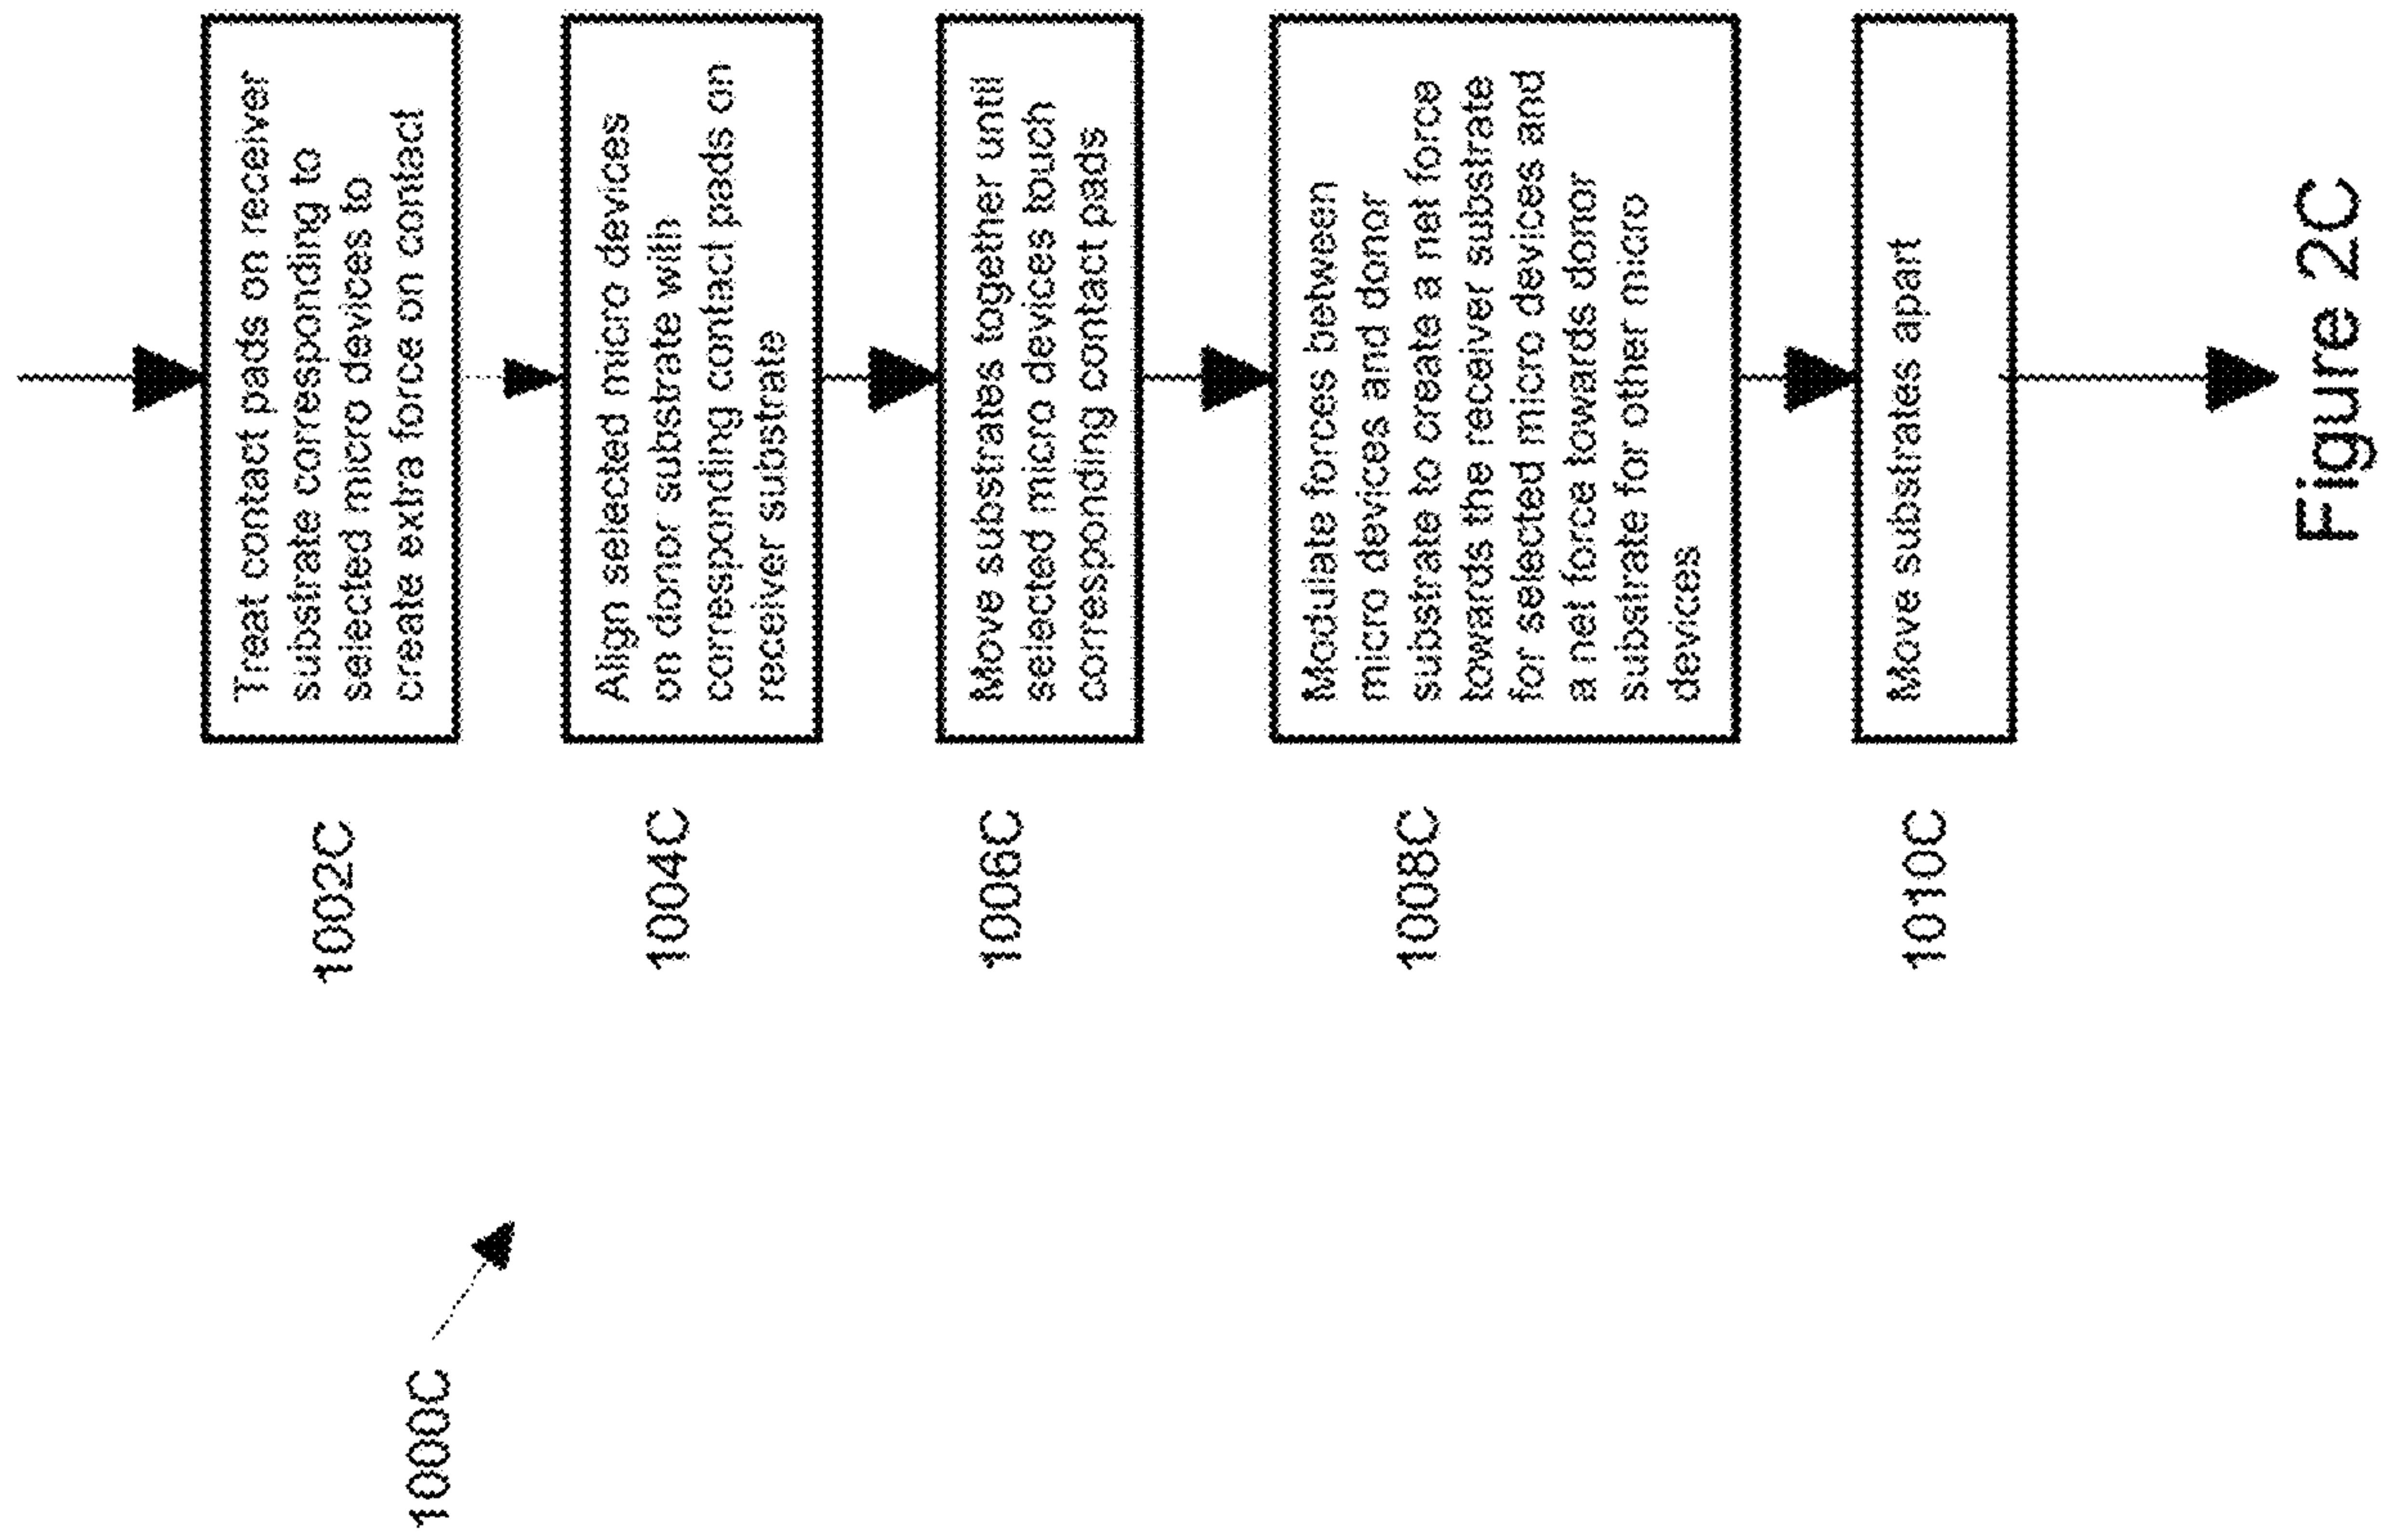 1000C
1002C
Treat contact pads on receiver
substrate corresponding to
selected micro devices to
create extra force on contact
1004C
Align selected micro devices
on donor substrate with
corresponding contact pads on
receiver substrate
1006C
Move substrates together until
selected micro devices touch
corresponding contact pads
1008C
Modulate forces between
micro devices and donor
substrate to create a net force
towards the receiver substrate
for selected micro devices and
a net force towards donor
substrate for other micro
devices
1010C
Move substrates apart
Figure 2C